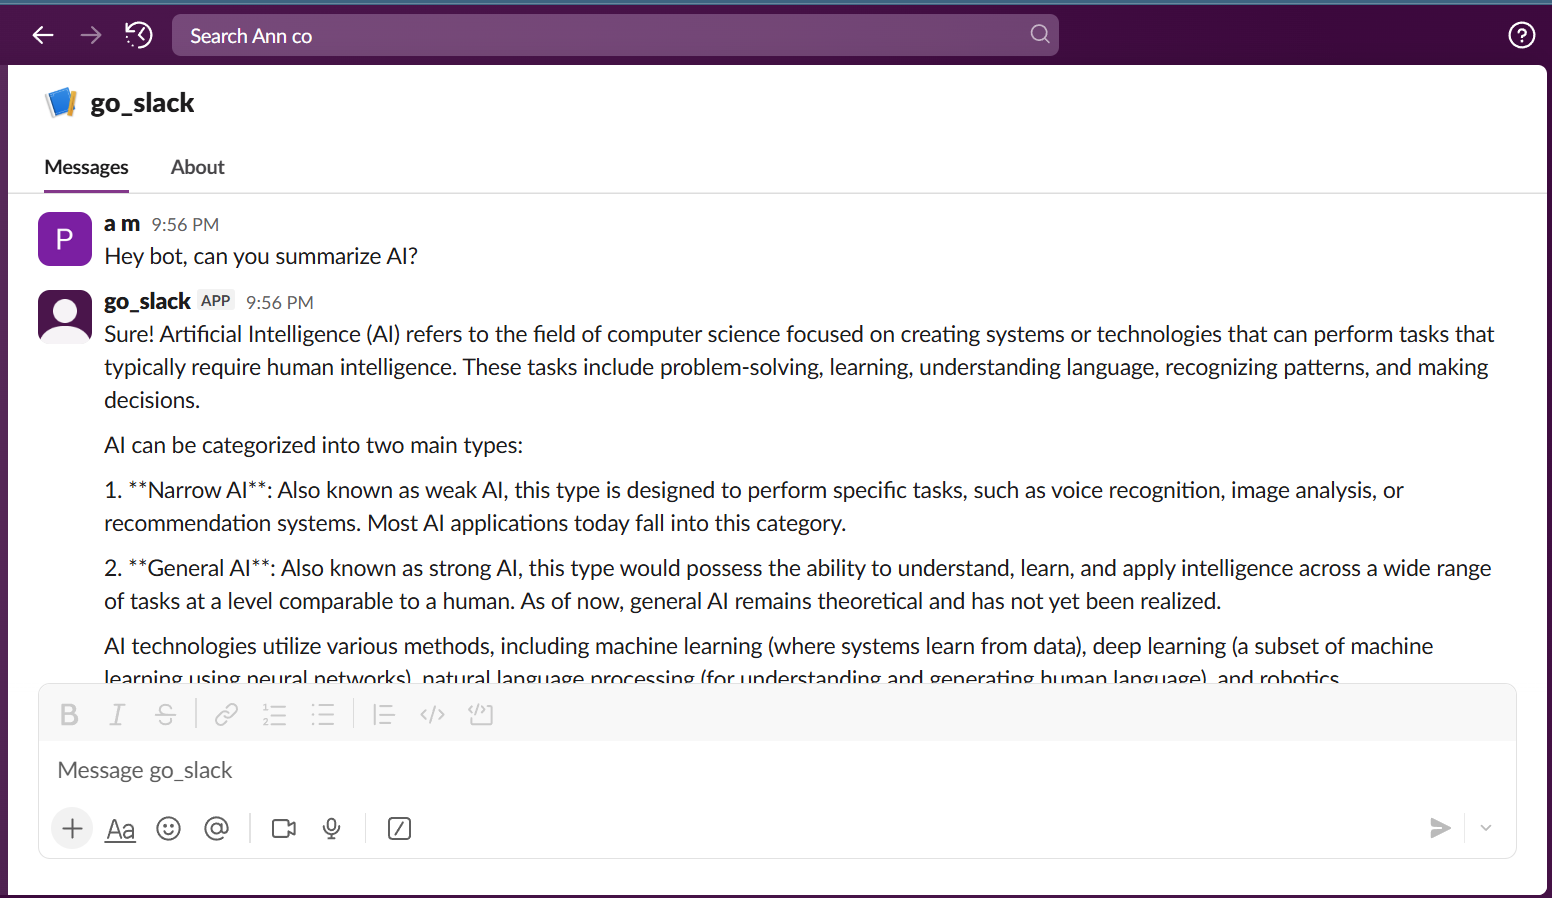 Search Ann co
go_slack
Messages About
P
a m 9:56 PM
Hey bot, can you summarize AI?
go_slack APP 9:56 PM
Sure! Artificial Intelligence (AI) refers to the field of computer science focused on creating systems or technologies that can perform tasks that
typically require human intelligence. These tasks include problem-solving, learning, understanding language, recognizing patterns, and making
decisions.
AI can be categorized into two main types:
1. **Narrow AI**: Also known as weak AI, this type is designed to perform specific tasks, such as voice recognition, image analysis, or
recommendation systems. Most AI applications today fall into this category.
2. **General AI**: Also known as strong AI, this type would possess the ability to understand, learn, and apply intelligence across a wide range
of tasks at a level comparable to a human. As of now, general AI remains theoretical and has not yet been realized.
AI technologies utilize various methods, including machine learning (where systems learn from data), deep learning (a subset of machine
learning using neural networks), natural language processing (for understanding and generating human language), and robotics.
B I S
Message go_slack
Aa